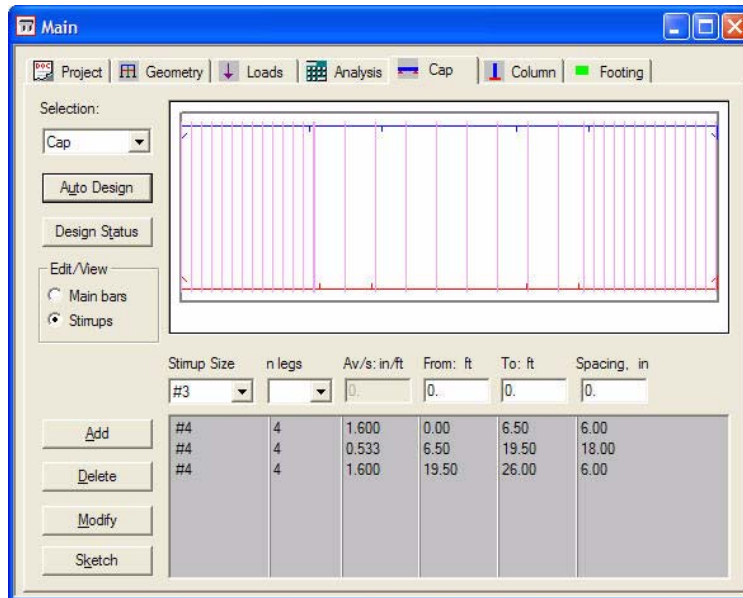 Main
Project Geometry Loads Analysis Cap Column Footing
Selection:
Cap
Auto Design
Design Status
Edit/View
Main bars
Stirrups
Stirrup Size n legs Av/s: in/ft From: ft To: ft Spacing, in
#3 0. 0. 0. 0.
Add
#4 4 1.600 0.00 6.50 6.00
#4 4 0.533 6.50 19.50 18.00
#4 4 1.600 19.50 26.00 6.00
Delete
Modify
Sketch